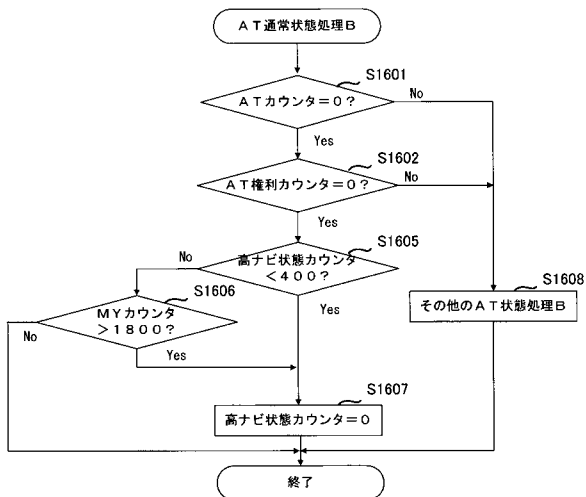 AT通常状態処理B
S1601
ATカウンタ=0?
No
Yes
S1602
AT権利カウンタ=0?
No
Yes
S1605
高ナビ状態カウンタ
<400?
No
Yes
S1606
MYカウンタ
>1800?
No
Yes
S1608
その他のAT状態処理B
S1607
高ナビ状態カウンタ=0
終了